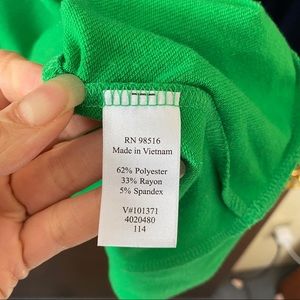 RN 98516
Made in Vietnam
62% Polyester
33% Rayon
5% Spandex
V#101371
4020480
114